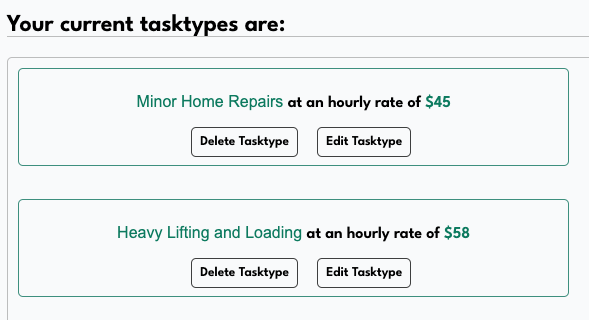 Your current tasktypes are:
Minor Home Repairs at an hourly rate of $45
Delete Tasktype Edit Tasktype
Heavy Lifting and Loading at an hourly rate of $58
Delete Tasktype Edit Tasktype